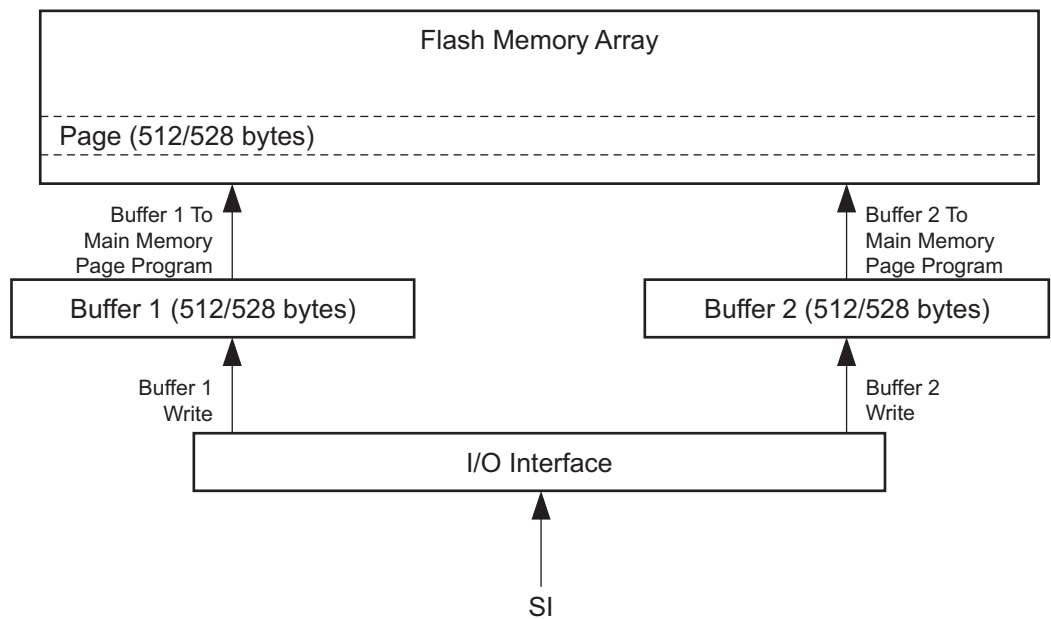 Flash Memory Array
Page (512/528 bytes)
Buffer 1 To
Main Memory
Page Program
Buffer 2 To
Main Memory
Page Program
Buffer 1 (512/528 bytes)
Buffer 2 (512/528 bytes)
Buffer 1
Write
Buffer 2
Write
I/O Interface
SI